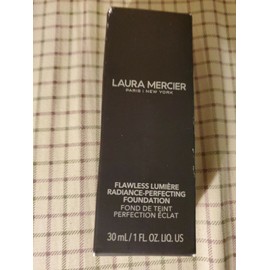 LAURA MERCIER
PARIS | NEW YORK
FLAWLESS LUMIÈRE
RADIANCE-PERFECTING
FOUNDATION
FOND DE TEINT
PERFECTION ÉCLAT
30 mL/1 FL. OZ. LIQ. US